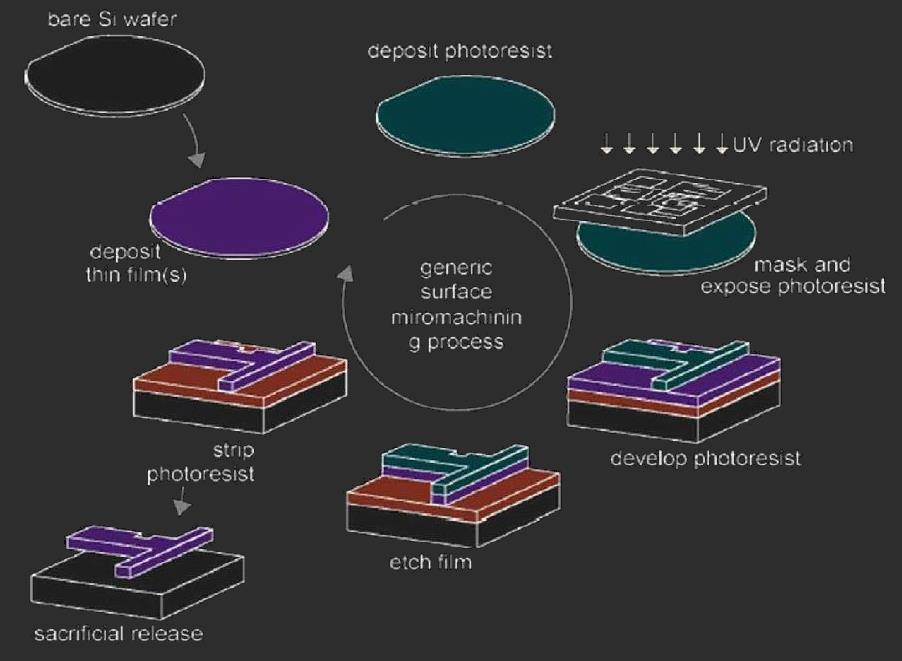 bare Si wafer
deposit photoresist
UV radiation
deposit
thin film(s)
mask and
expose photoresist
generic
surface
miromachinin
g process
strip
photoresist
develop photoresist
etch film
sacrificial release